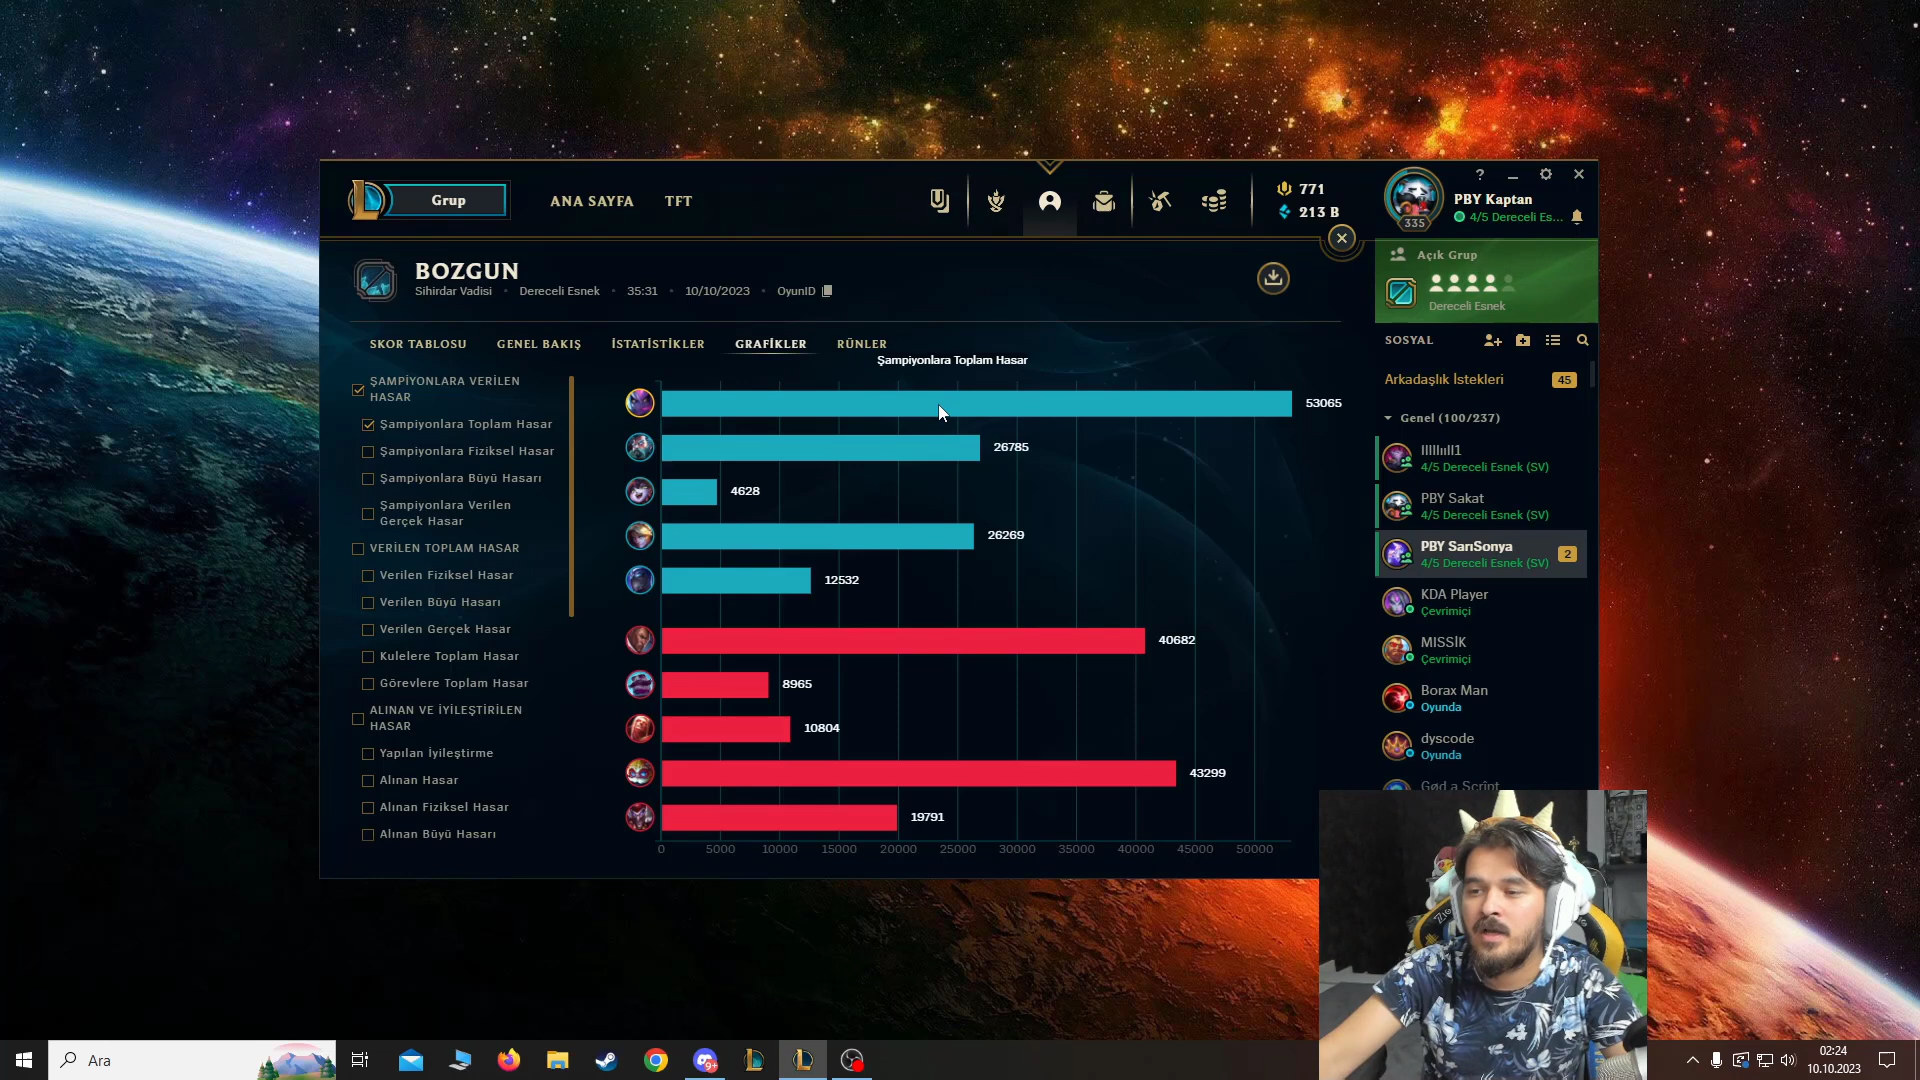 Grup
ANA SAYFA
TFT
771
213 B
335
PBY Kaptan
4/5 Dereceli Es...
BOZGUN
Sihirdar Vadisi • Dereceli Esnek • 35:31 • 10/10/2023 • OyunID
Açık Grup
Dereceli Esnek
SKOR TABLOSU
GENEL BAKIŞ
İSTATİSTİKLER
GRAFİKLER
RÜNLER
Şampiyonlara Toplam Hasar
ŞAMPİYONLARA VERİLEN
HASAR
Şampiyonlara Toplam Hasar
Şampiyonlara Fiziksel Hasar
Şampiyonlara Büyü Hasarı
Şampiyonlara Verilen
Gerçek Hasar
VERİLEN TOPLAM HASAR
Verilen Fiziksel Hasar
Verilen Büyü Hasarı
Verilen Gerçek Hasar
Kulelere Toplam Hasar
Görevlere Toplam Hasar
ALINAN VE İYİLEŞTİRİLEN
HASAR
Yapılan İyileştirme
Alınan Hasar
Alınan Fiziksel Hasar
Alınan Büyü Hasarı
53065
26785
4628
26269
12532
40682
8965
10804
43299
19791
0
5000
10000
15000
20000
25000
30000
35000
40000
45000
50000
SOSYAL
Arkadaşlık İstekleri
45
Genel (100/237)
4/5 Dereceli Esnek (SV)
PBY Sakat
4/5 Dereceli Esnek (SV)
PBY SarıSonya
4/5 Dereceli Esnek (SV)
2
KDA Player
Çevrimiçi
MISSİK
Çevrimiçi
Borax Man
Oyunda
dyscode
Oyunda
Ara
9+
02:24
10.10.2023